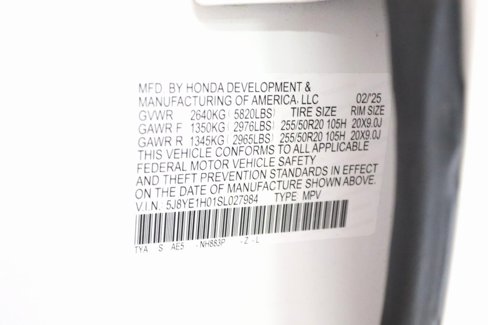 MFD. BY HONDA DEVELOPMENT &
MANUFACTURING OF AMERICA, LLC 02/'25
GVWR 2640KG (5820LBS) TIRE SIZE RIM SIZE
GAWR F 1350KG (2976LBS) 255/50R20 105H 20X9.0J
GAWR R 1345KG (2965LBS) 255/50R20 105H 20X9.0J
THIS VEHICLE CONFORMS TO ALL APPLICABLE
FEDERAL MOTOR VEHICLE SAFETY
STANDARDS IN EFFECT
ON THE DATE OF MANUFACTURE SHOWN ABOVE.
V.I.N.: 5J8YE1H01SL027984 TYPE: MPV
TYA S AE5 -NH883P -Z -L